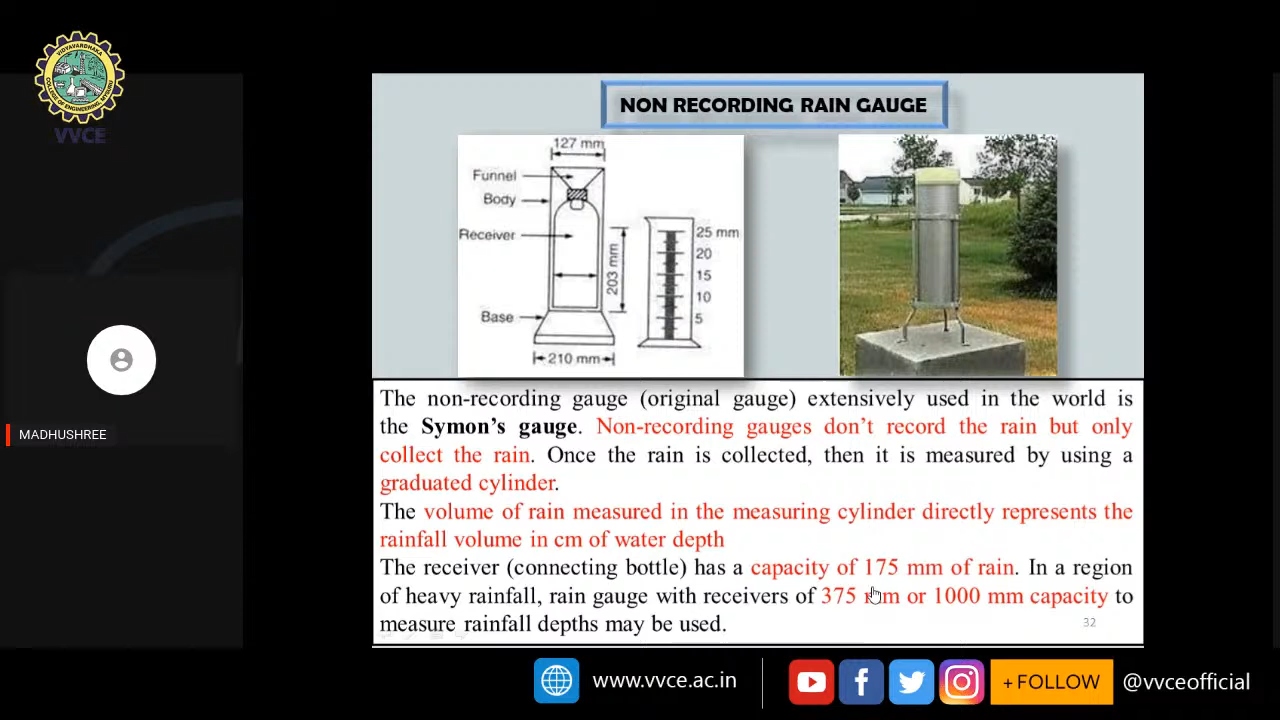 VIDYAVARDHAKA
COLLEGE OF ENGINEERING, MYSURU
VVCE
NON RECORDING RAIN GAUGE
127 mm
Funnel
Body
Receiver
203 mm
Base
210 mm
25 mm
20
15
10
5
MADHUSHREE
The non-recording gauge (original gauge) extensively used in the world is
the Symon’s gauge. Non-recording gauges don’t record the rain but only
collect the rain. Once the rain is collected, then it is measured by using a
graduated cylinder.
The volume of rain measured in the measuring cylinder directly represents the
rainfall volume in cm of water depth
The receiver (connecting bottle) has a capacity of 175 mm of rain. In a region
of heavy rainfall, rain gauge with receivers of 375 mm or 1000 mm capacity to
measure rainfall depths may be used.
32
www.vvce.ac.in
+ FOLLOW
@vvceofficial